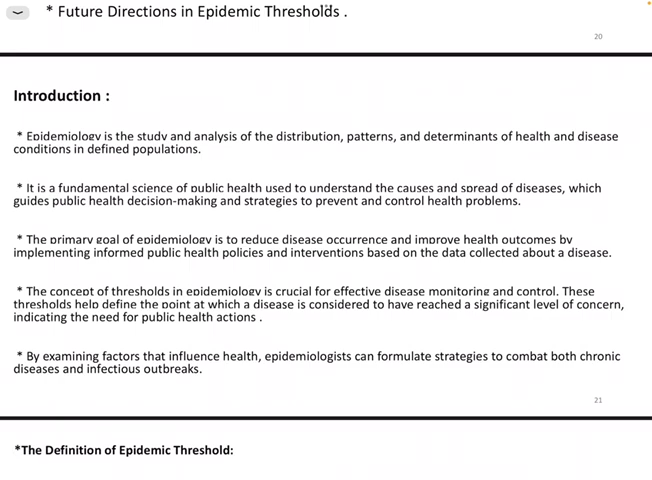 * Future Directions in Epidemic Thresholds .
20
Introduction :
* Epidemiology is the study and analysis of the distribution, patterns, and determinants of health and disease
conditions in defined populations.
* It is a fundamental science of public health used to understand the causes and spread of diseases, which
guides public health decision-making and strategies to prevent and control health problems.
* The primary goal of epidemiology is to reduce disease occurrence and improve health outcomes by
implementing informed public health policies and interventions based on the data collected about a disease.
* The concept of thresholds in epidemiology is crucial for effective disease monitoring and control. These
thresholds help define the point at which a disease is considered to have reached a significant level of concern,
indicating the need for public health actions .
* By examining factors that influence health, epidemiologists can formulate strategies to combat both chronic
diseases and infectious outbreaks.
21
*The Definition of Epidemic Threshold: